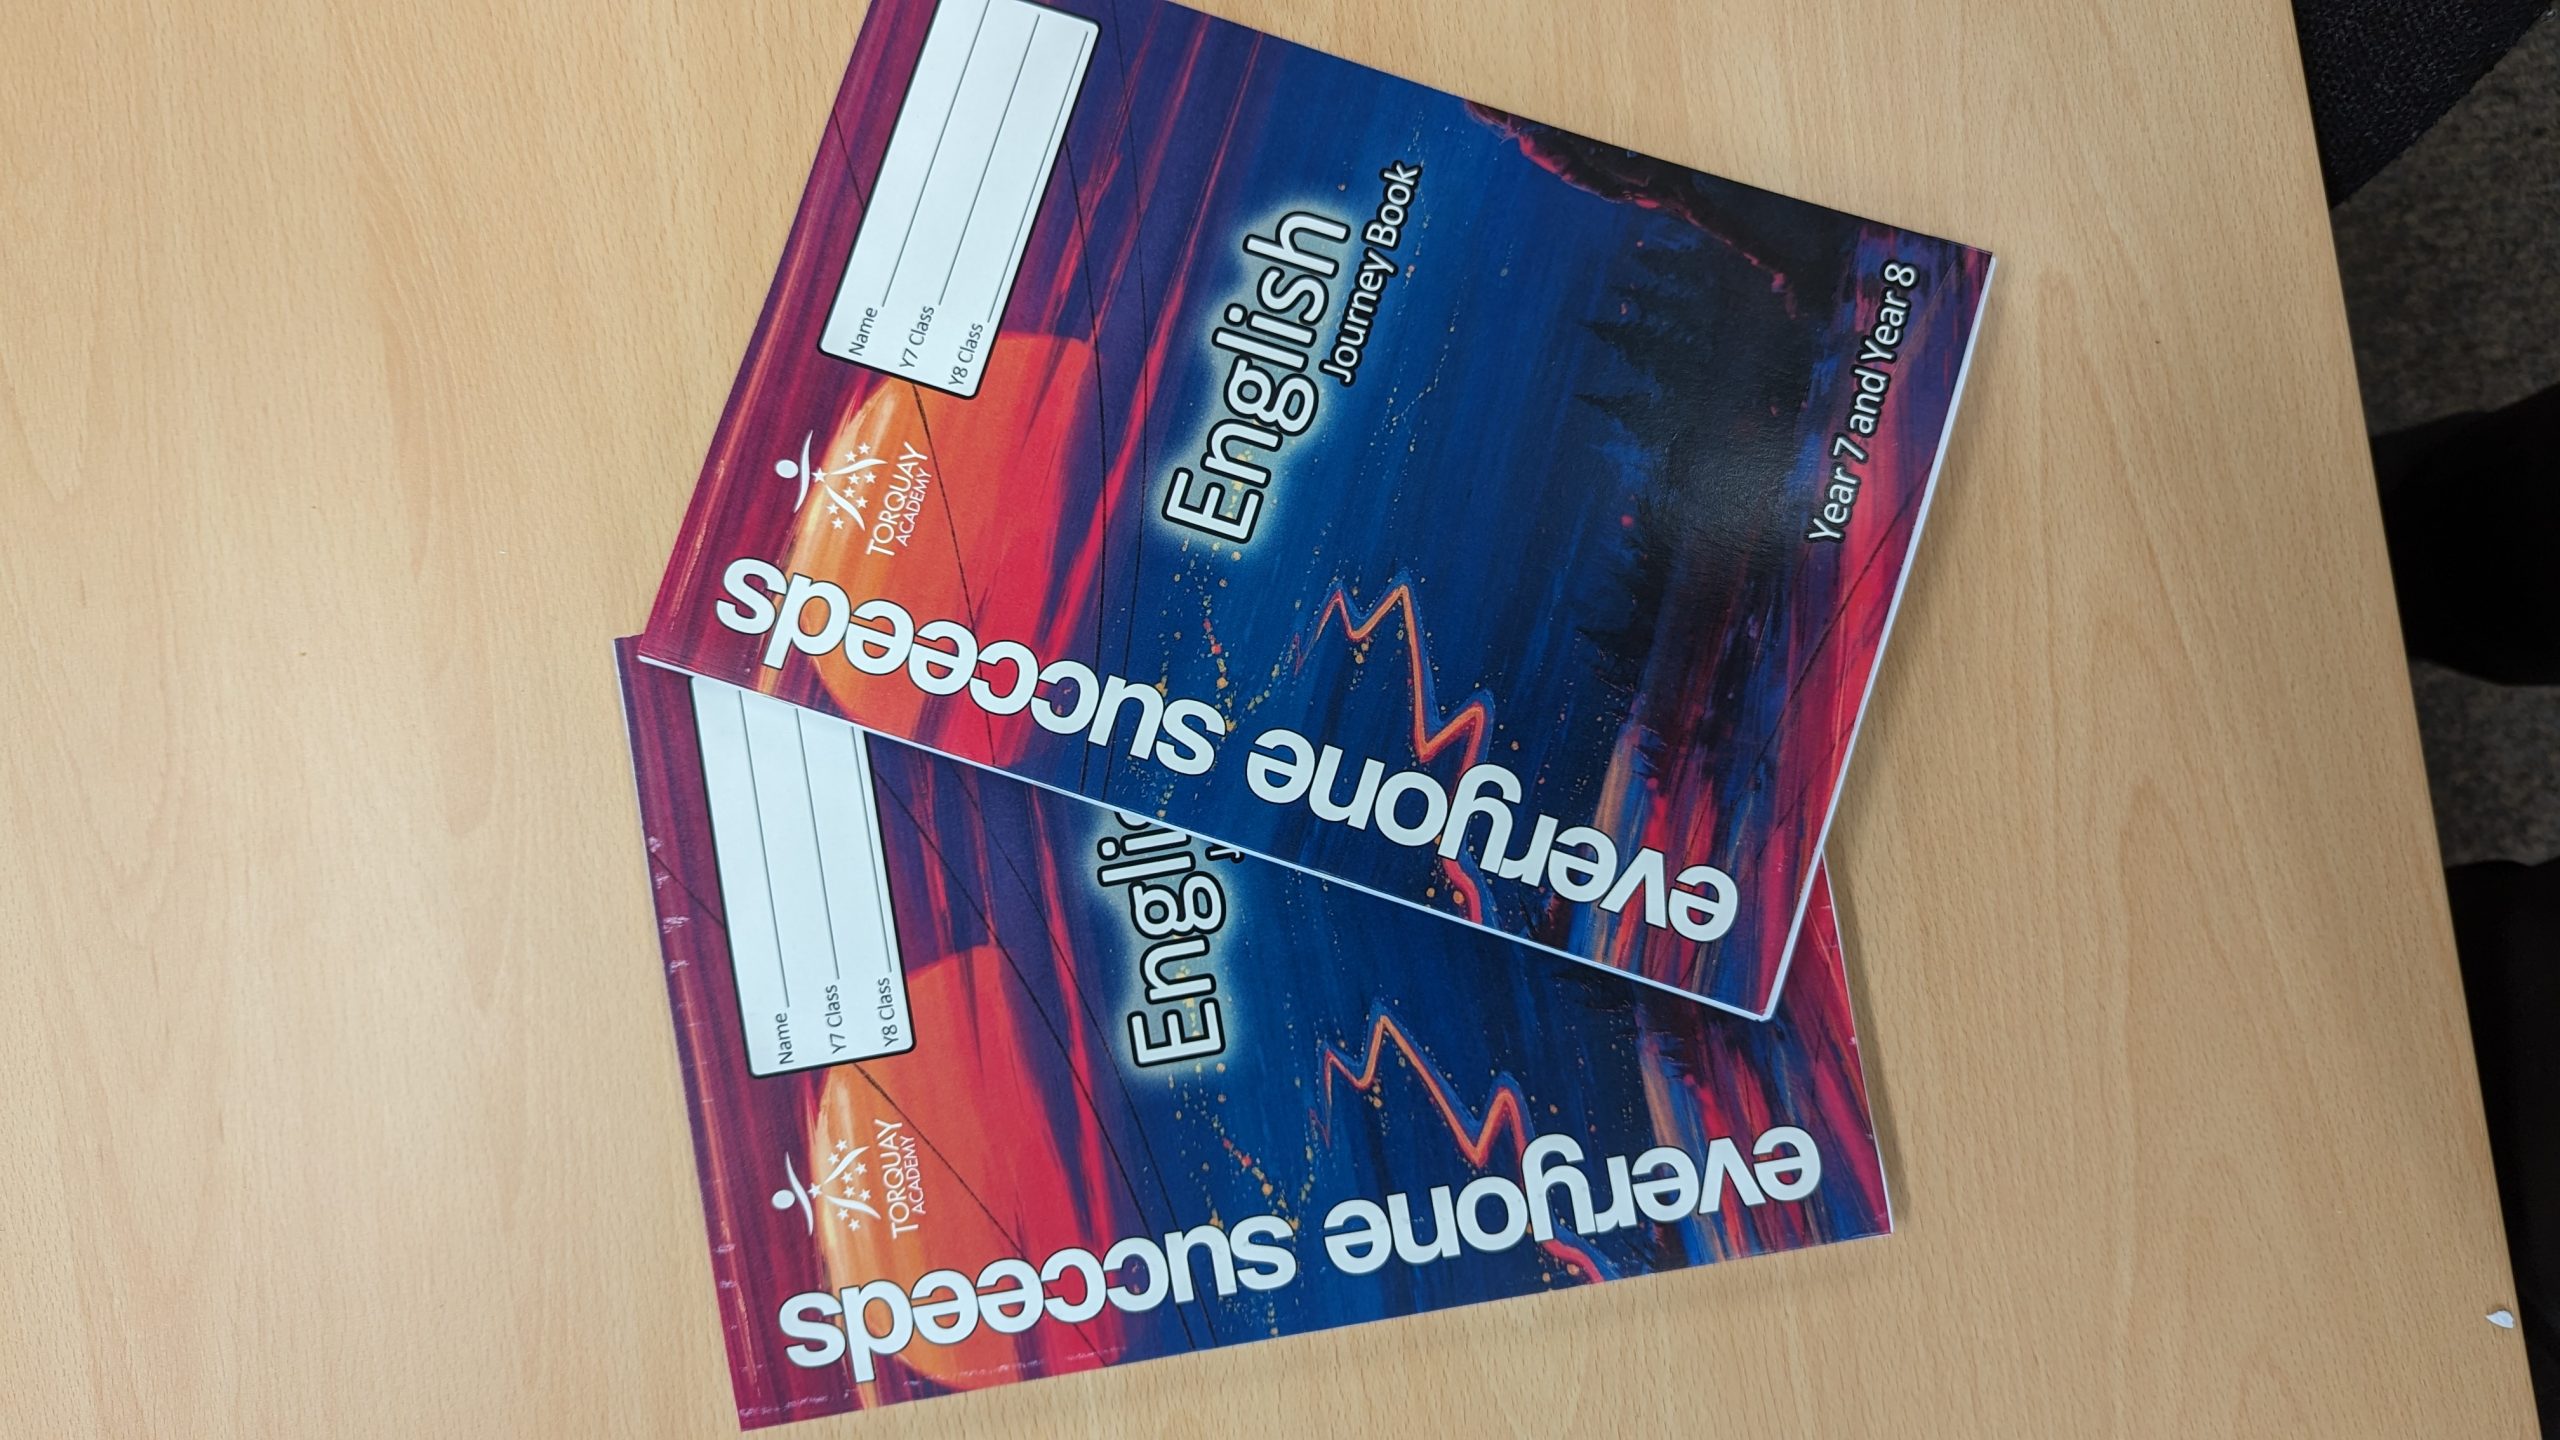 Name
Y7 Class
Y8 Class
TORQUAY
ACADEMY
everyone succeeds
English
Journey Book
Year 7 and Year 8
Name
Y7 Class
Y8 Class
TORQUAY
ACADEMY
everyone succeeds
Englis